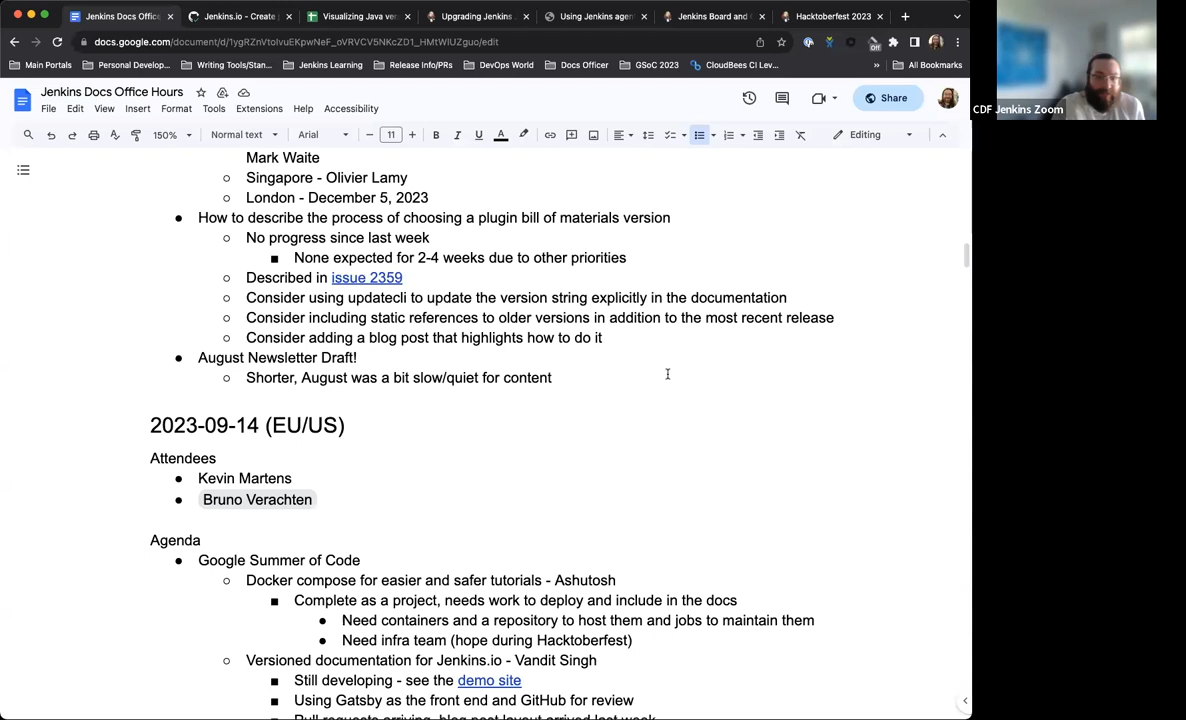 Jenkins Docs Offic
Jenkins.io - Create
Visualizing Java ver
Upgrading Jenkins
Using Jenkins agen
Jenkins Board and
Hacktoberfest 2023
docs.google.com/document/d/1ygRZnVtoIvuEKpwNeF_oVRVCV5NKcZD1_HMtWlUZguo/edit
Off
Main Portals
Personal Develop...
Writing Tools/Stan...
Jenkins Learning
Release Info/PRs
DevOps World
Docs Officer
GSoC 2023
CloudBees CI Lev...
»
All Bookmarks
Jenkins Docs Office Hours
File Edit View Insert Format Tools Extensions Help Accessibility
Share
150%
Normal text
Arial
11
Editing
Mark Waite
Singapore - Olivier Lamy
London - December 5, 2023
How to describe the process of choosing a plugin bill of materials version
No progress since last week
None expected for 2-4 weeks due to other priorities
Described in issue 2359
Consider using updatecli to update the version string explicitly in the documentation
Consider including static references to older versions in addition to the most recent release
Consider adding a blog post that highlights how to do it
August Newsletter Draft!
Shorter, August was a bit slow/quiet for content
2023-09-14 (EU/US)
Attendees
Kevin Martens
Bruno Verachten
Agenda
Google Summer of Code
Docker compose for easier and safer tutorials - Ashutosh
Complete as a project, needs work to deploy and include in the docs
Need containers and a repository to host them and jobs to maintain them
Need infra team (hope during Hacktoberfest)
Versioned documentation for Jenkins.io - Vandit Singh
Still developing - see the demo site
Using Gatsby as the front end and GitHub for review
Pull requests arriving, blog post layout arrived last week
CDF Jenkins Zoom